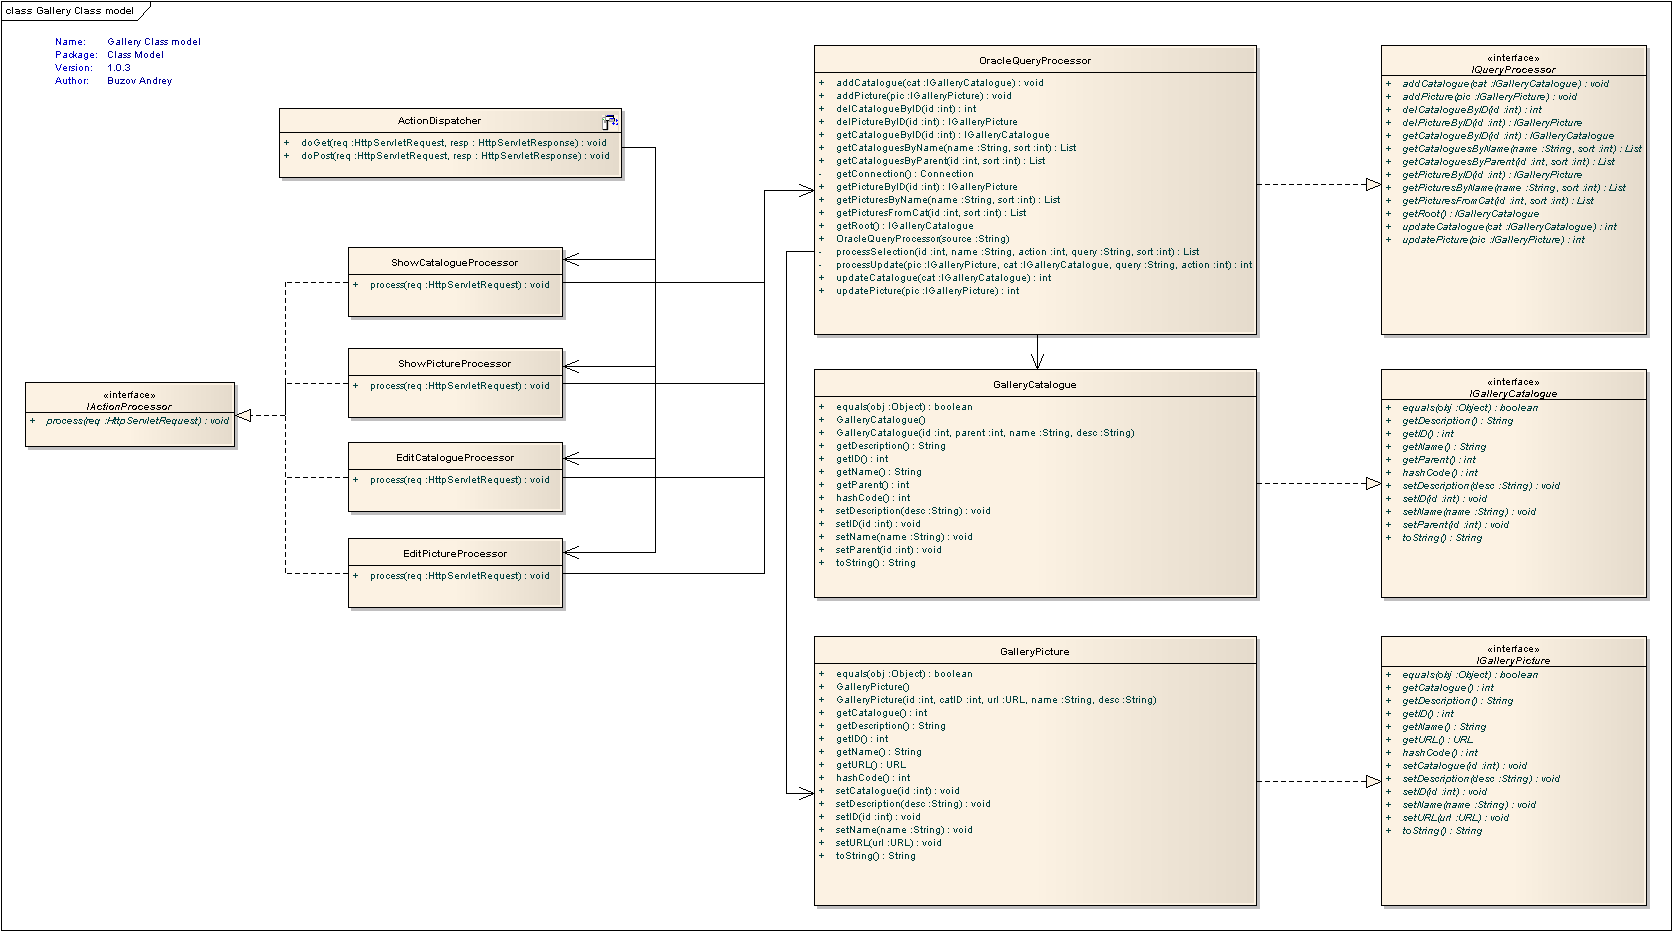 class Gallery Class model
Name: Gallery Class model
Package: Class Model
Version: 1.0.3
Author: Buzov Andrey
ActionDispatcher
+ doGet(req :HttpServletRequest, resp : HttpServletResponse) : void
+ doPost(req :HttpServletRequest, resp : HttpServletResponse) : void
ShowCatalogueProcessor
+ process(req :HttpServletRequest) : void
ShowPictureProcessor
+ process(req :HttpServletRequest) : void
«interface»
IActionProcessor
+ process(req :HttpServletRequest) : void
EditCatalogueProcessor
+ process(req :HttpServletRequest) : void
EditPictureProcessor
+ process(req :HttpServletRequest) : void
OracleQueryProcessor
+ addCatalogue(cat :IGalleryCatalogue) : void
+ addPicture(pic :IGalleryPicture) : void
+ delCatalogueByID(id :int) : int
+ delPictureByID(id :int) : IGalleryPicture
+ getCatalogueByID(id :int) : IGalleryCatalogue
+ getCataloguesByName(name :String, sort :int) : List
+ getCataloguesByParent(id :int, sort :int) : List
- getConnection() : Connection
+ getPictureByID(id :int) : IGalleryPicture
+ getPicturesByName(name :String, sort :int) : List
+ getPicturesFromCat(id :int, sort :int) : List
+ getRoot() : IGalleryCatalogue
+ OracleQueryProcessor(source :String)
- processSelection(id :int, name :String, action :int, query :String, sort :int) : List
- processUpdate(pic :IGalleryPicture, cat :IGalleryCatalogue, query :String, action :int) : int
+ updateCatalogue(cat :IGalleryCatalogue) : int
+ updatePicture(pic :IGalleryPicture) : int
«interface»
IQueryProcessor
+ addCatalogue(cat :IGalleryCatalogue) : void
+ addPicture(pic :IGalleryPicture) : void
+ delCatalogueByID(id :int) : int
+ delPictureByID(id :int) : IGalleryPicture
+ getCatalogueByID(id :int) : IGalleryCatalogue
+ getCataloguesByName(name :String, sort :int) : List
+ getCataloguesByParent(id :int, sort :int) : List
+ getPictureByID(id :int) : IGalleryPicture
+ getPicturesByName(name :String, sort :int) : List
+ getPicturesFromCat(id :int, sort :int) : List
+ getRoot() : IGalleryCatalogue
+ updateCatalogue(cat :IGalleryCatalogue) : int
+ updatePicture(pic :IGalleryPicture) : int
GalleryCatalogue
+ equals(obj :Object) : boolean
+ GalleryCatalogue()
+ GalleryCatalogue(id :int, parent :int, name :String, desc :String)
+ getDescription() : String
+ getID() : int
+ getName() : String
+ getParent() : int
+ hashCode() : int
+ setDescription(desc :String) : void
+ setID(id :int) : void
+ setName(name :String) : void
+ setParent(id :int) : void
+ toString() : String
«interface»
IGalleryCatalogue
+ equals(obj :Object) : boolean
+ getDescription() : String
+ getID() : int
+ getName() : String
+ getParent() : int
+ hashCode() : int
+ setDescription(desc :String) : void
+ setID(id :int) : void
+ setName(name :String) : void
+ setParent(id :int) : void
+ toString() : String
GalleryPicture
+ equals(obj :Object) : boolean
+ GalleryPicture()
+ GalleryPicture(id :int, catID :int, url :URL, name :String, desc :String)
+ getCatalogue() : int
+ getDescription() : String
+ getID() : int
+ getName() : String
+ getURL() : URL
+ hashCode() : int
+ setCatalogue(id :int) : void
+ setDescription(desc :String) : void
+ setID(id :int) : void
+ setName(name :String) : void
+ setURL(url :URL) : void
+ toString() : String
«interface»
IGalleryPicture
+ equals(obj :Object) : boolean
+ getCatalogue() : int
+ getDescription() : String
+ getID() : int
+ getName() : String
+ getURL() : URL
+ hashCode() : int
+ setCatalogue(id :int) : void
+ setDescription(desc :String) : void
+ setID(id :int) : void
+ setName(name :String) : void
+ setURL(url :URL) : void
+ toString() : String